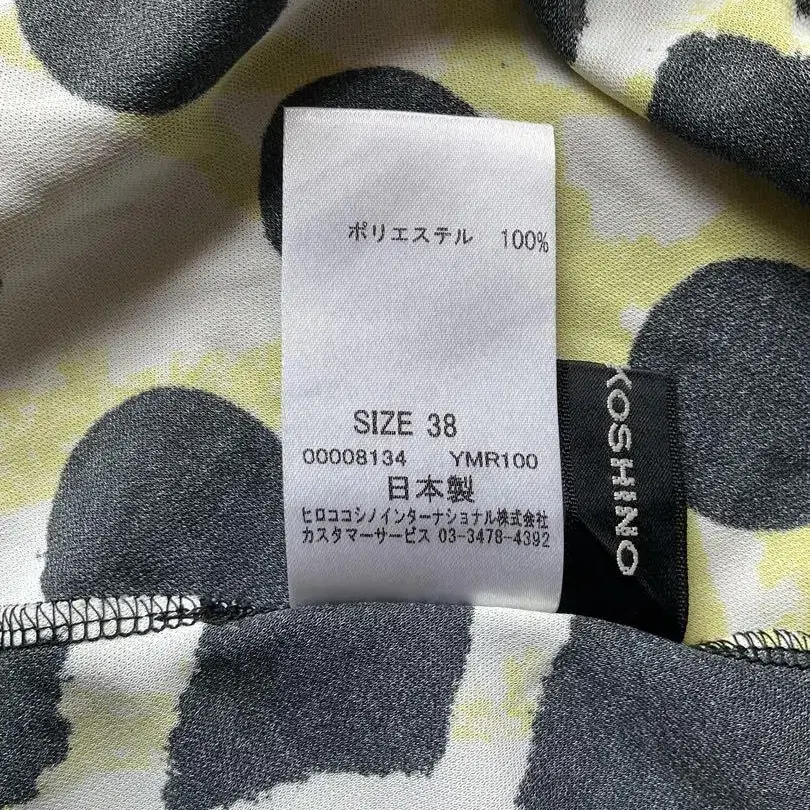 ポリエステル 100%
SIZE 38
00008134 YMR100
日本製
ヒロココシノインターナショナル株式会社
カスタマーサービス 03-3478-4392
KOSHINO